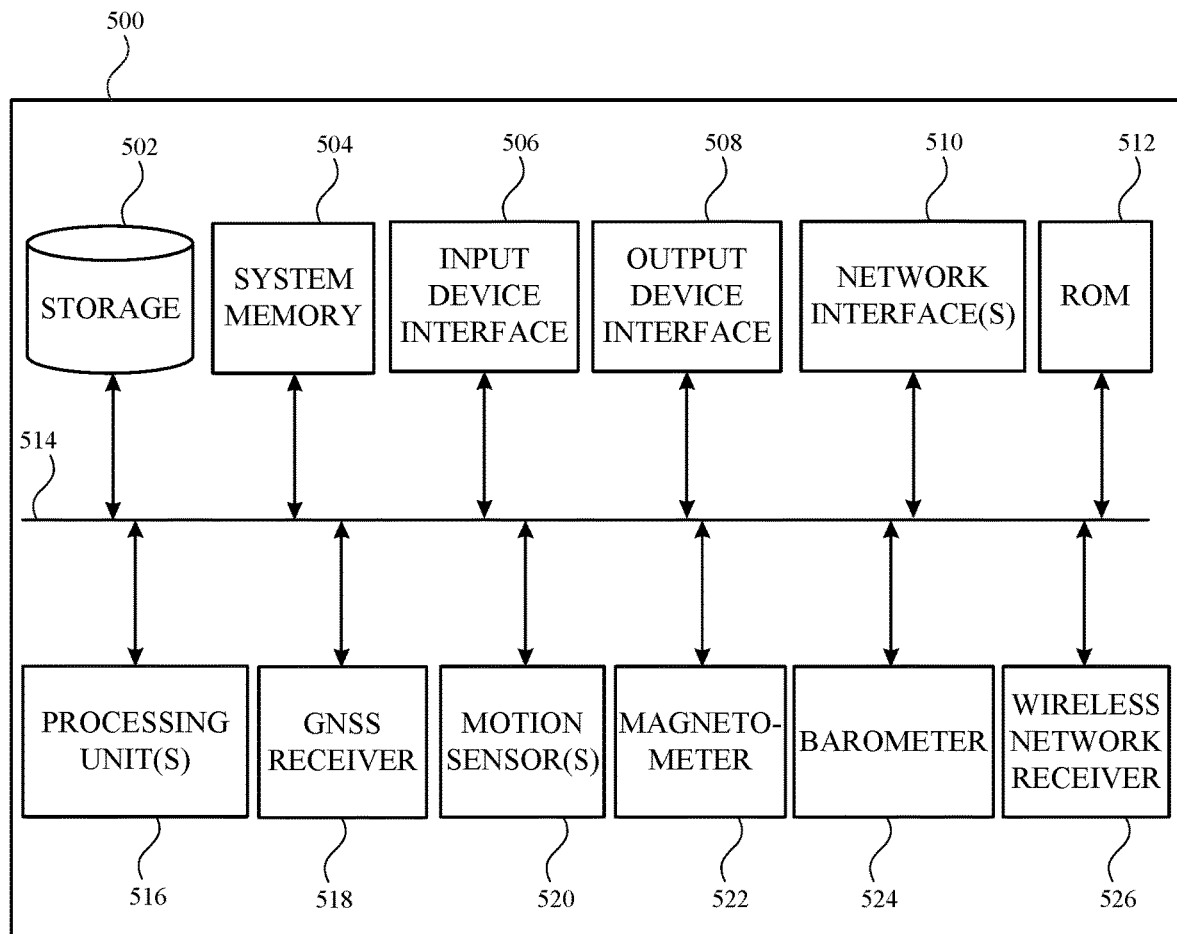 500
502
504
506
508
510
512
STORAGE
SYSTEM
MEMORY
INPUT
DEVICE
INTERFACE
OUTPUT
DEVICE
INTERFACE
NETWORK
INTERFACE(S)
ROM
514
PROCESSING
UNIT(S)
GNSS
RECEIVER
MOTION
SENSOR(S)
MAGNETO-
METER
BAROMETER
WIRELESS
NETWORK
RECEIVER
516
518
520
522
524
526